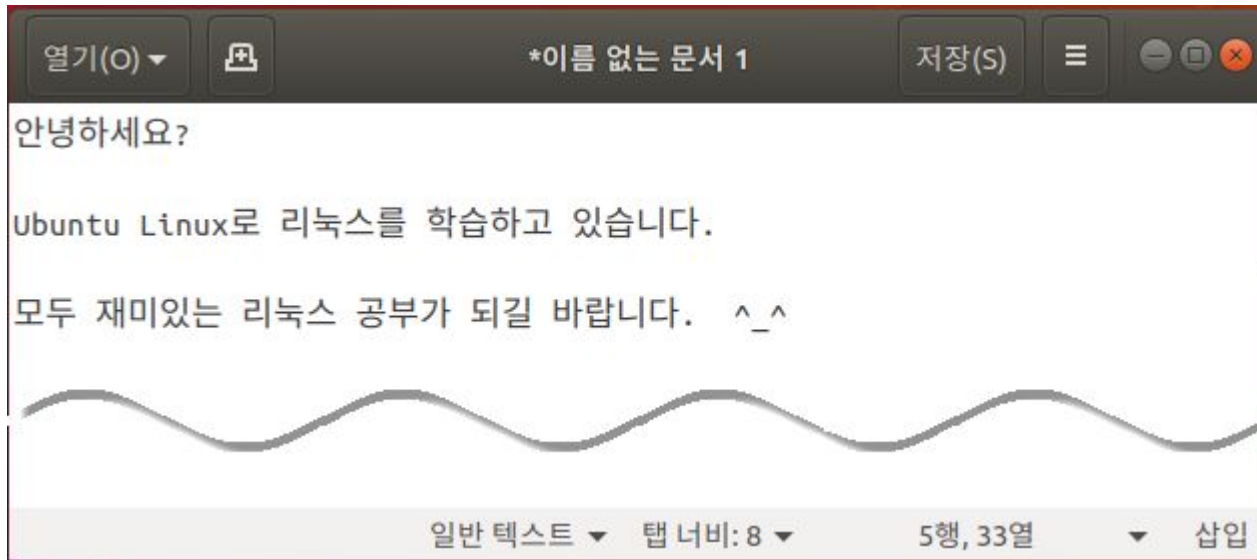 열기(O)
*이름 없는 문서 1
저장(S)
안녕하세요?
Ubuntu Linux로 리눅스를 학습하고 있습니다.
모두 재미있는 리눅스 공부가 되길 바랍니다. ^_^
일반 텍스트 탭 너비: 8 5행, 33열 삽입